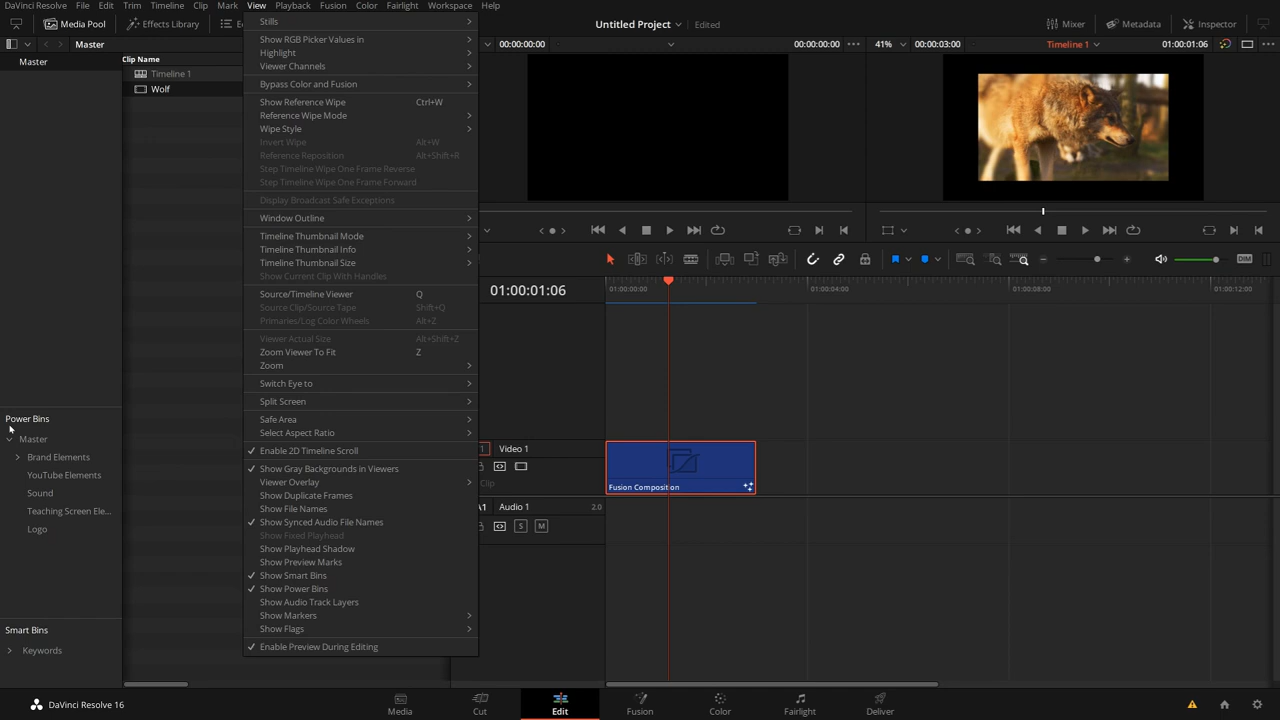 DaVinci Resolve File Edit Trim Timeline Clip Mark View Playback Fusion Color Fairlight Workspace Help
Media Pool Effects Library Untitled Project Edited Mixer Metadata Inspector
Master 00:00:00:00 00:00:00:00 41% 00:00:03:00 Timeline 1 01:00:01:06
Master
Clip Name
Timeline 1
Wolf
Stills
Show RGB Picker Values in
Highlight
Viewer Channels
Bypass Color and Fusion
Show Reference Wipe Ctrl+W
Reference Wipe Mode
Wipe Style
Invert Wipe Alt+W
Reference Reposition Alt+Shift+R
Step Timeline Wipe One Frame Reverse
Step Timeline Wipe One Frame Forward
Display Broadcast Safe Exceptions
Window Outline
Timeline Thumbnail Mode
Timeline Thumbnail Info
Timeline Thumbnail Size
Show Current Clip With Handles
Source/Timeline Viewer Q
Source Clip/Source Tape Shift+Q
Primaries/Log Color Wheels Alt+Z
Viewer Actual Size Alt+Shift+Z
Zoom Viewer To Fit Z
Zoom
Switch Eye to
Split Screen
Safe Area
Select Aspect Ratio
Enable 2D Timeline Scroll
Show Gray Backgrounds in Viewers
Viewer Overlay
Show Duplicate Frames
Show File Names
Show Synced Audio File Names
Show Fixed Playhead
Show Playhead Shadow
Show Preview Marks
Show Smart Bins
Show Power Bins
Show Audio Track Layers
Show Markers
Show Flags
Enable Preview During Editing
DIM
01:00:01:06 01:00:00:00 01:00:04:00 01:00:08:00 01:00:12:00
Video 1
Clip
Fusion Composition
A1 Audio 1 2.0
S M
Power Bins
Master
Brand Elements
YouTube Elements
Sound
Teaching Screen Ele...
Logo
Smart Bins
Keywords
DaVinci Resolve 16 Media Cut Edit Fusion Color Fairlight Deliver